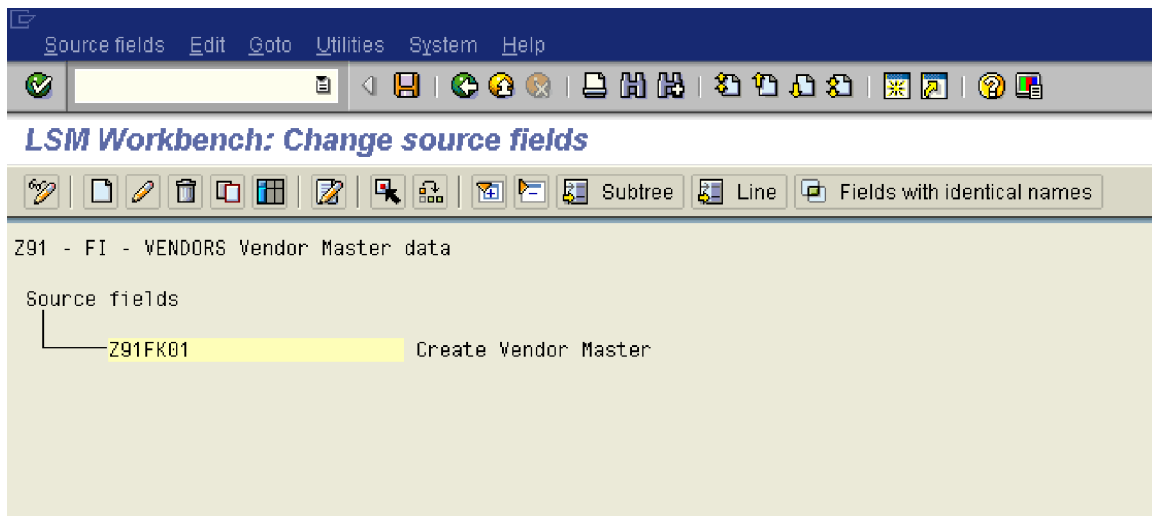 Source fields Edit Goto Utilities System Help
LSM Workbench: Change source fields
Subtree Line Fields with identical names
Z91 - FI - VENDORS Vendor Master data
Source fields
Z91FK01 Create Vendor Master